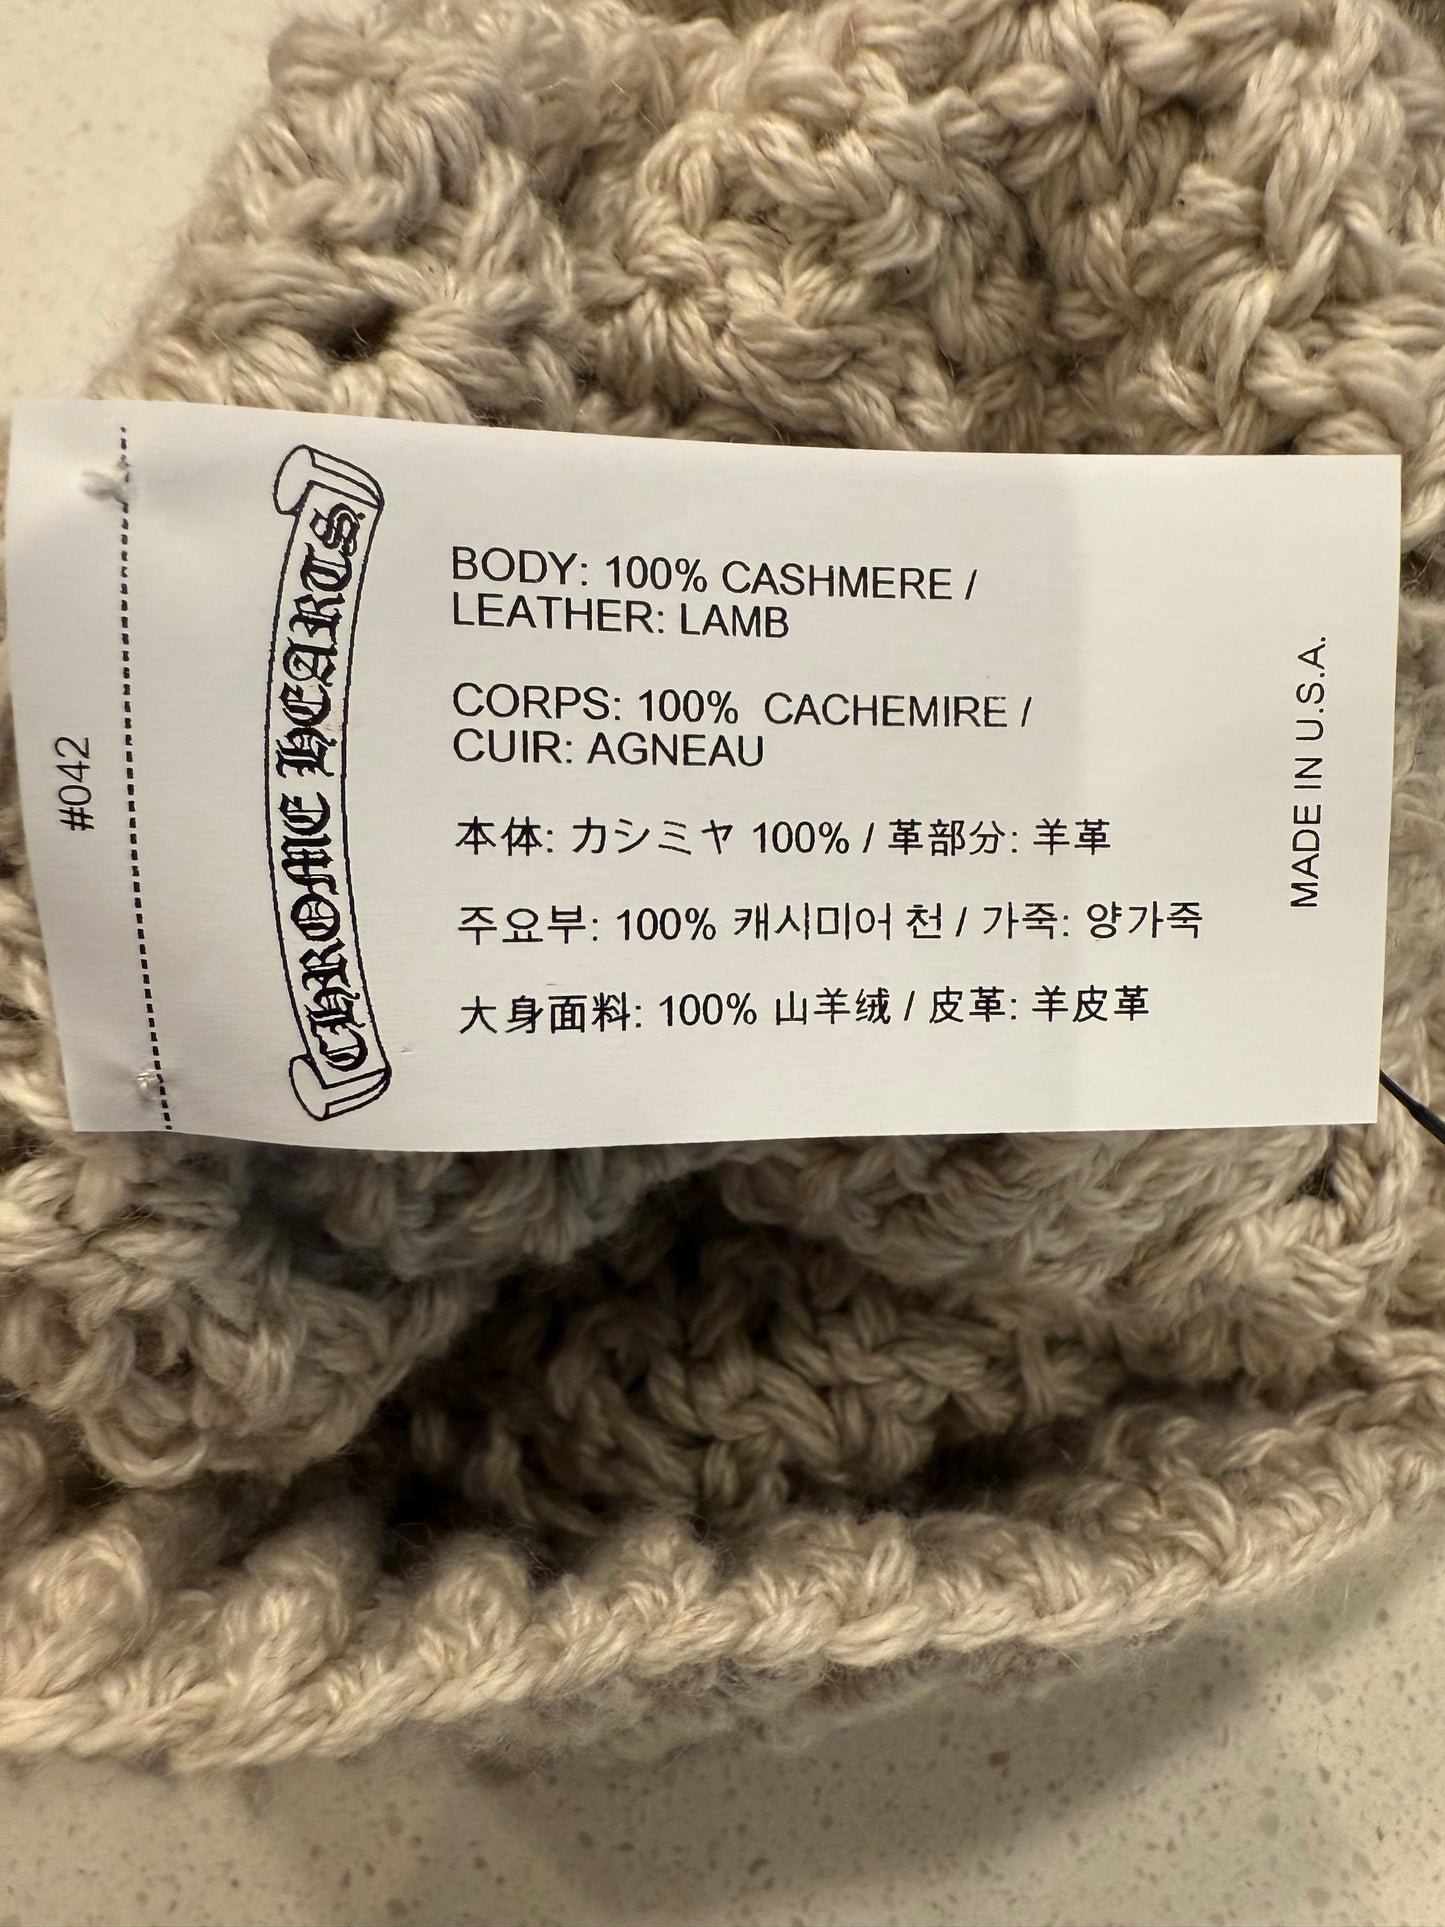 #042
CHROME HEARTS
BODY: 100% CASHMERE /
LEATHER: LAMB
CORPS: 100% CACHEMIRE /
CUIR: AGNEAU
本体: カシミヤ 100% / 革部分: 羊革
주요부: 100% 캐시미어 천 / 가죽: 양가죽
大身面料: 100% 山羊绒 / 皮革: 羊皮革
MADE IN U.S.A.